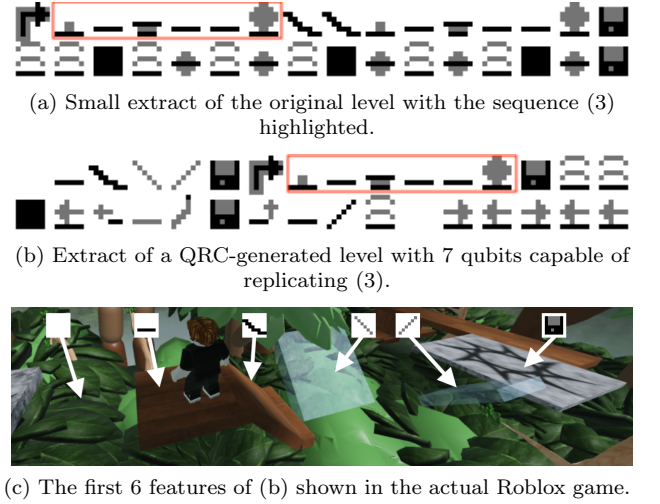 (a) Small extract of the original level with the sequence (3)
highlighted.
(b) Extract of a QRC-generated level with 7 qubits capable of
replicating (3).
(c) The first 6 features of (b) shown in the actual Roblox game.